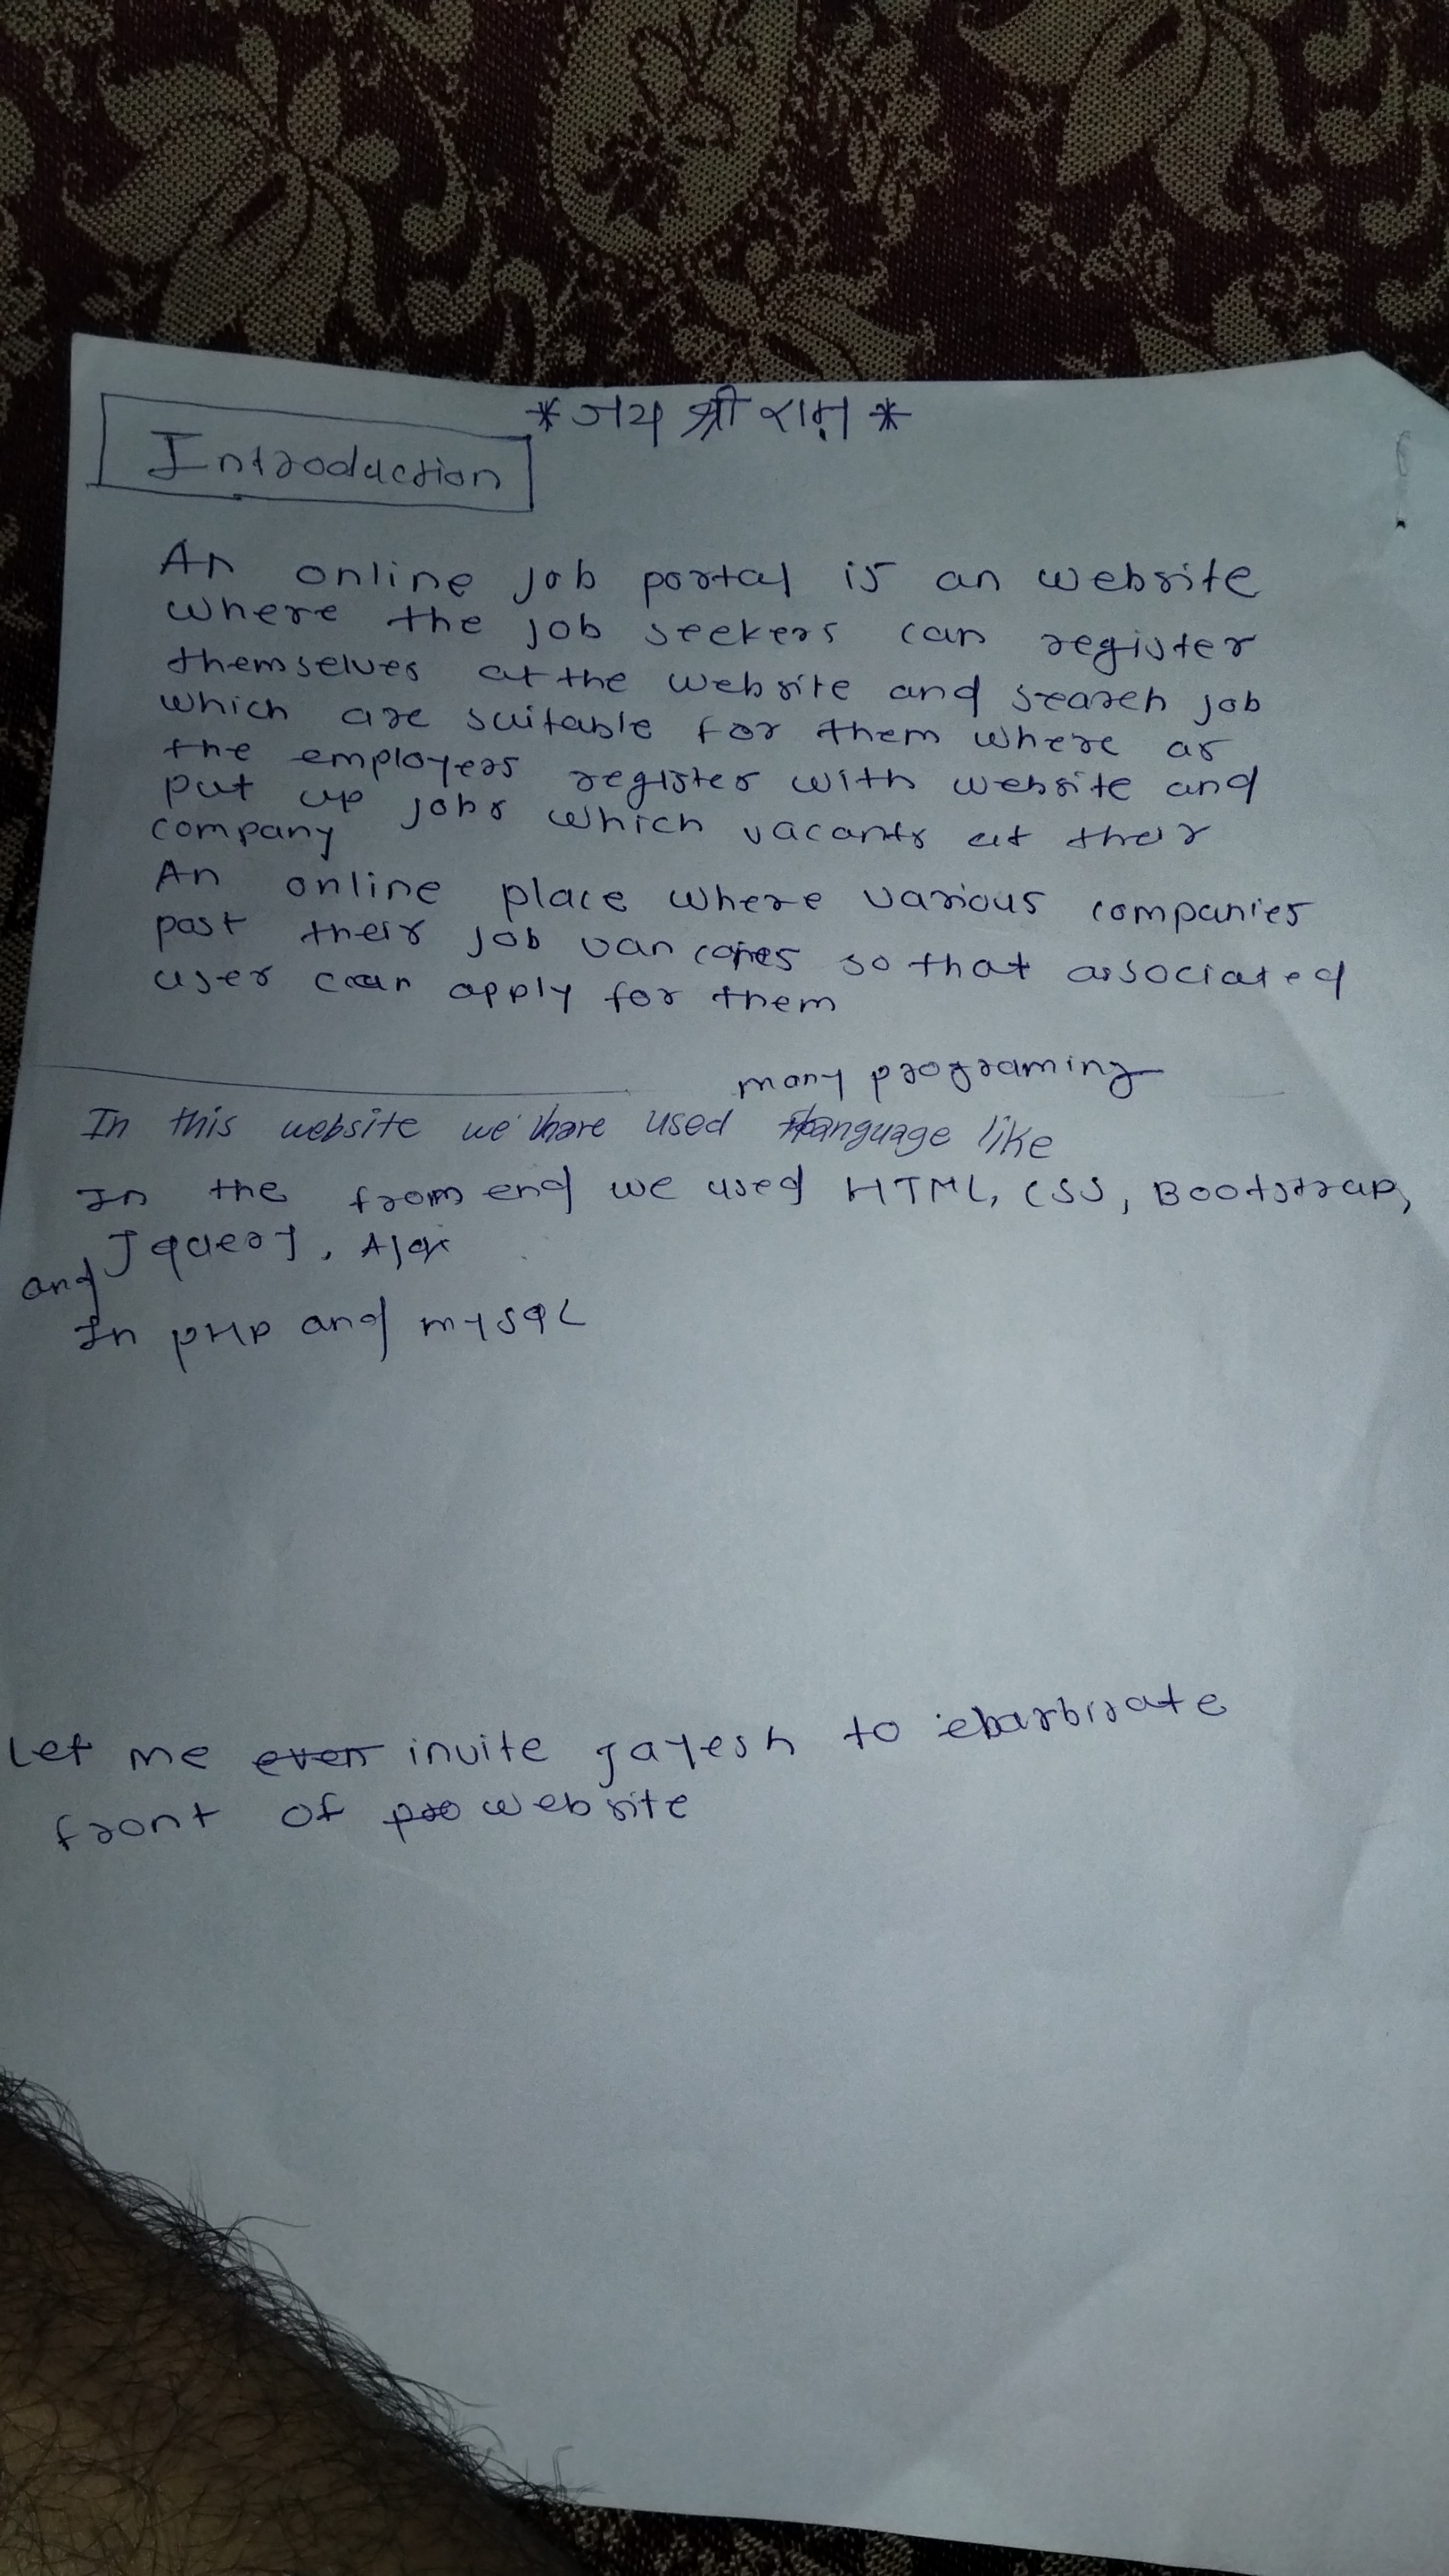 *जय श्री राम*
Introduction
An online job portal is an website
where the job seekers can register
themselves at the website and search job
which are suitable for them where as
the employers register with website and
put up jobs which vacants at their
company
An online place where various companies
post their job van copies so that associated
user can apply for them
many programing
In this website we have used language like
In the from end we used HTML, CSS, Bootstrap,
Jquery, Ajax
and
In PHP and mysqL
Let me even invite Jayesh to
front of pro website